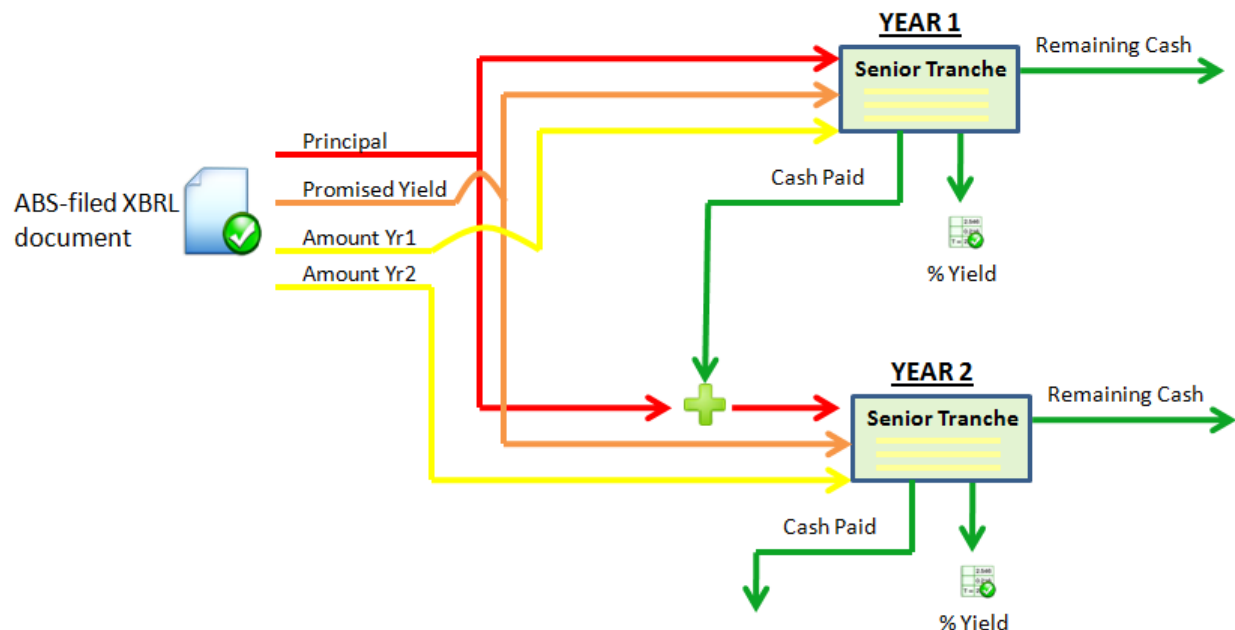 YEAR 1
Remaining Cash
Senior Tranche
Principal
Cash Paid
Promised Yield
ABS-filed XBRL
document
Amount Yr1
Amount Yr2
% Yield
YEAR 2
Remaining Cash
Senior Tranche
Cash Paid
% Yield